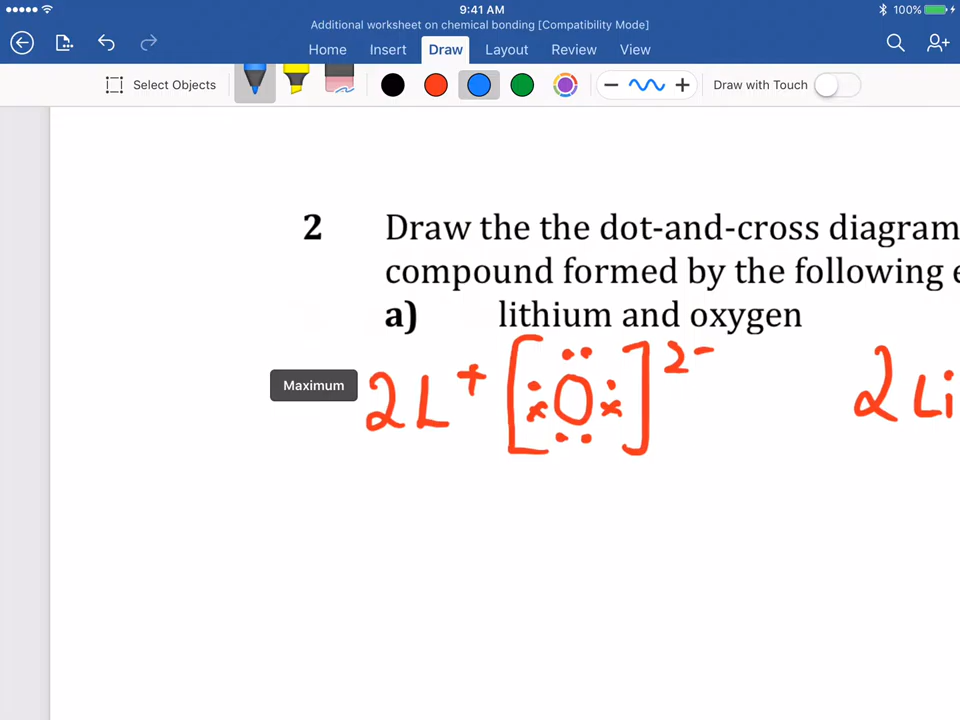 9:41 AM
100%
Additional worksheet on chemical bonding [Compatibility Mode]
Home Insert Draw Layout Review View
Select Objects
Draw with Touch
2 Draw the the dot-and-cross diagram
compound formed by the following e
a) lithium and oxygen
Maximum
2L⁺ [O]²⁻ 2Li